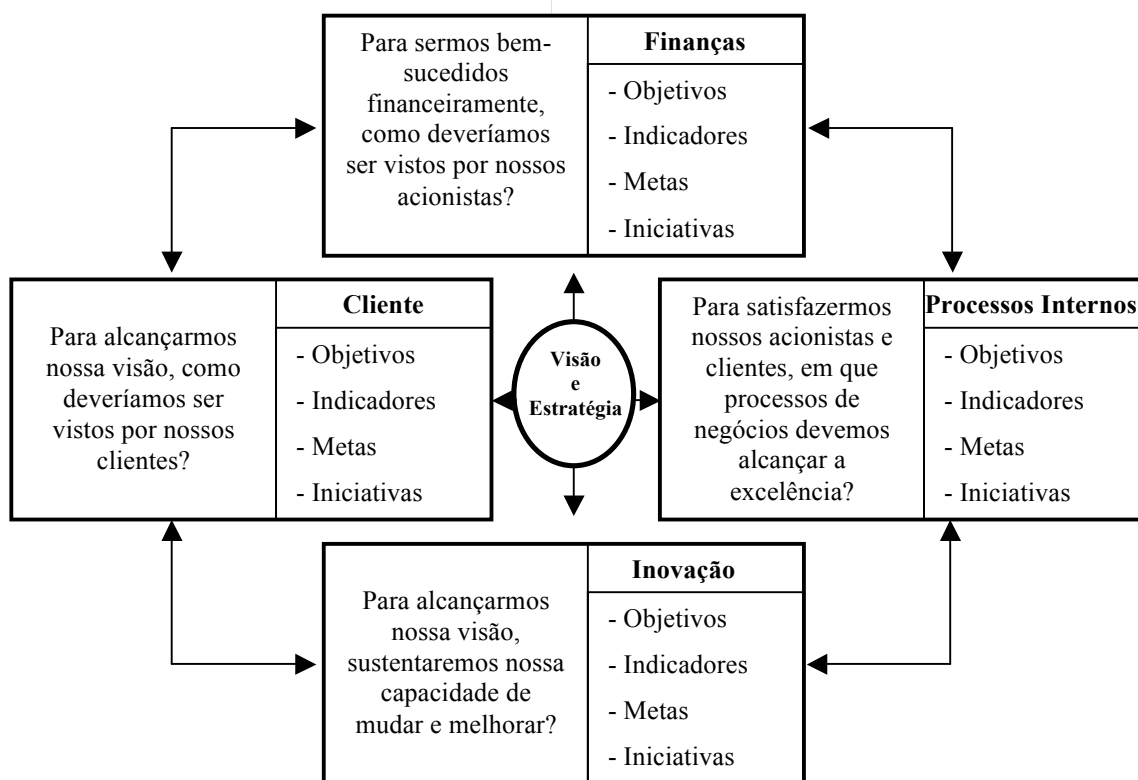 Para sermos bem-
sucedidos
financeiramente,
como deveríamos
ser vistos por nossos
acionistas?
Finanças
- Objetivos
- Indicadores
- Metas
- Iniciativas
Para alcançarmos
nossa visão, como
deveríamos ser
vistos por nossos
clientes?
Cliente
- Objetivos
- Indicadores
- Metas
- Iniciativas
Visão
e
Estratégia
Para satisfazermos
nossos acionistas e
clientes, em que
processos de
negócios devemos
alcançar a
excelência?
Processos Internos
- Objetivos
- Indicadores
- Metas
- Iniciativas
Para alcançarmos
nossa visão,
sustentaremos nossa
capacidade de
mudar e melhorar?
Inovação
- Objetivos
- Indicadores
- Metas
- Iniciativas